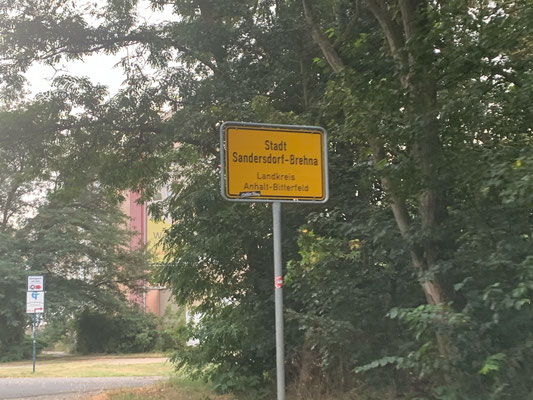 Stadt
Sandersdorf-Brehna
Landkreis
Anhalt-Bitterfeld